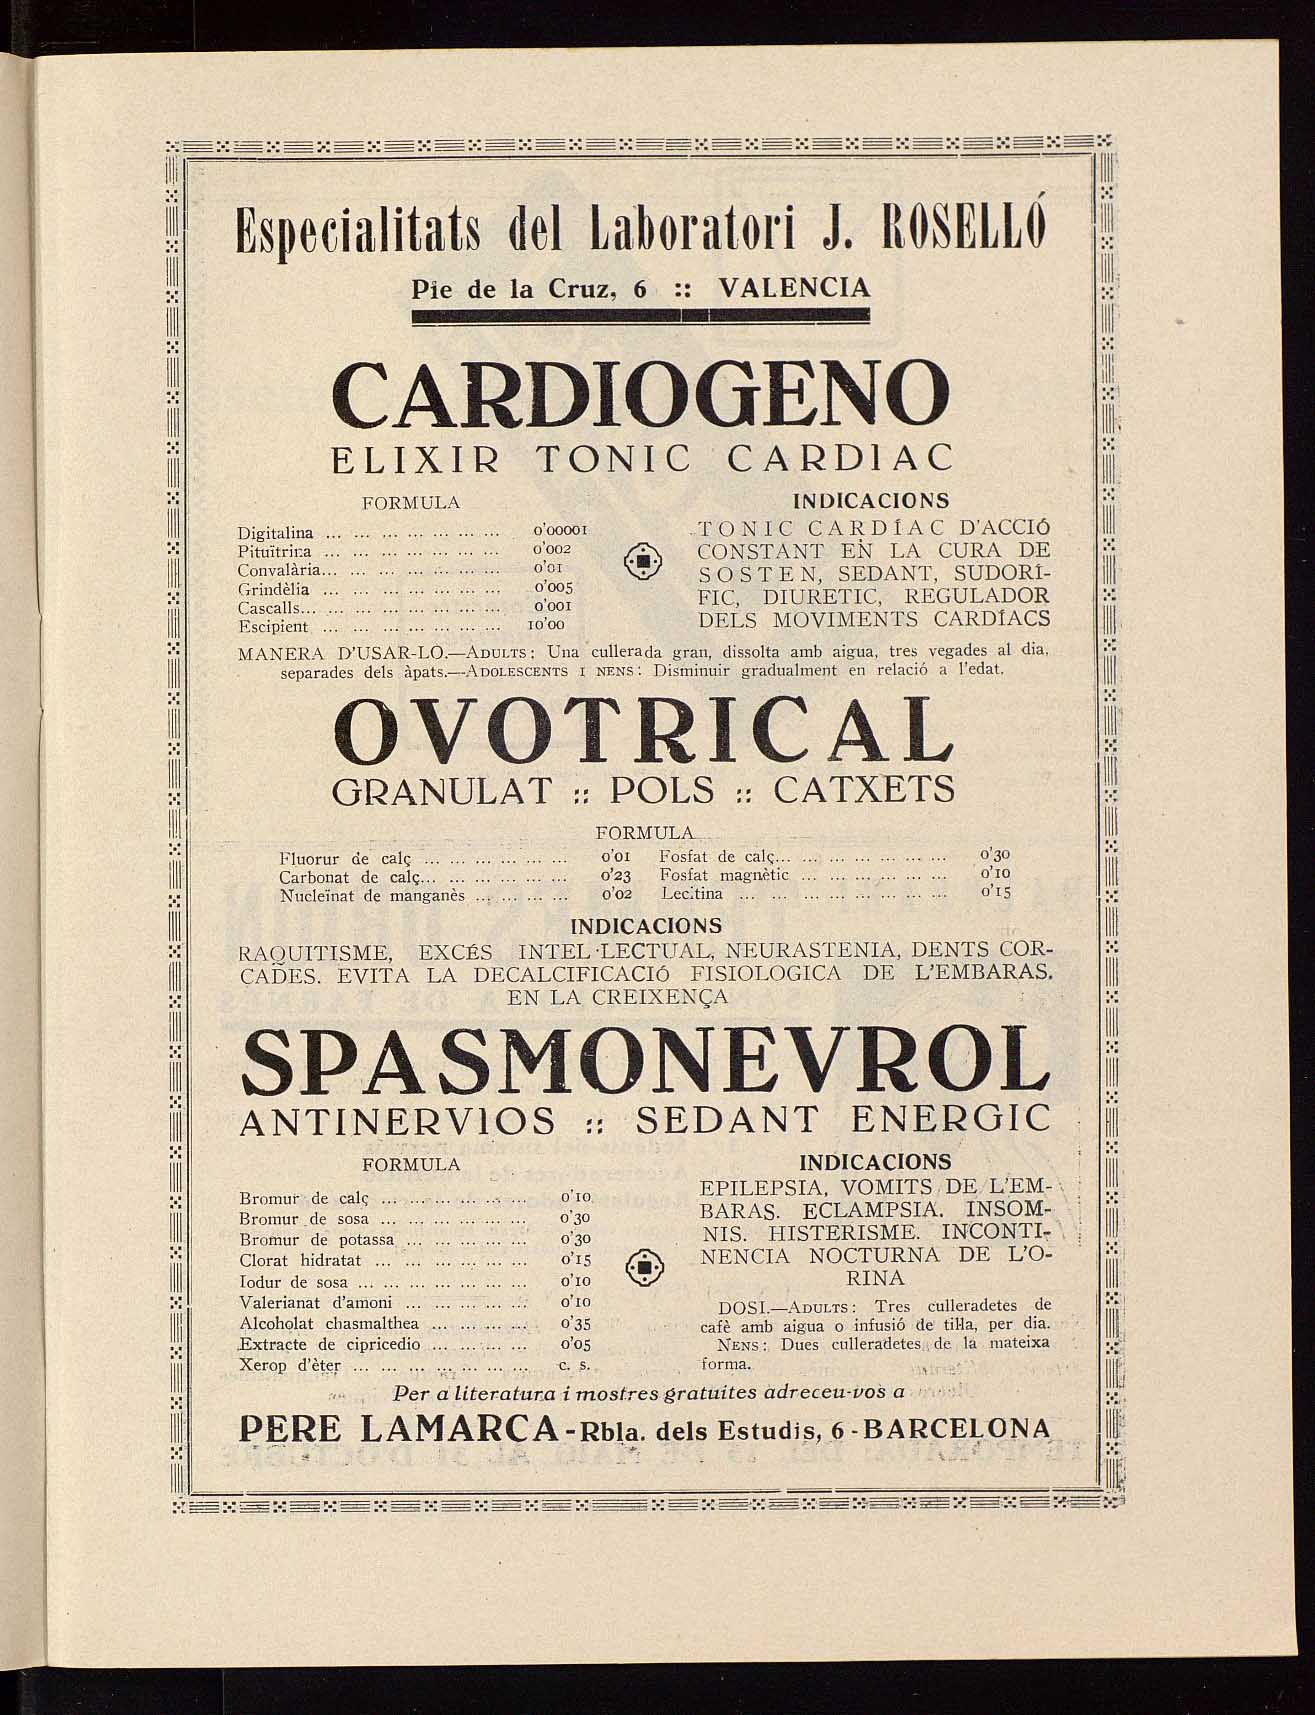 Especialitats del Laboratori J. ROSELLÓ
Pie de la Cruz, 6 :: VALENCIA
CARDIOGENO
ELIXIR TONIC CARDIAC
FORMULA
Digitalina ... ... ... ... ... ... ... 0'00001
Pituïtrina ... ... ... ... ... ... ... 0'002
Convalària... ... ... ... ... ... ... 0'01
Grindèlia ... ... ... ... ... ... ... 0'005
Cascalls... ... ... ... ... ... ... ... 0'001
Escipient ... ... ... ... ... ... ... 10'00
INDICACIONS
TONIC CARDÍAC D'ACCIÓ
CONSTANT EN LA CURA DE
SOSTEN, SEDANT, SUDORÍ-
FIC, DIURETIC, REGULADOR
DELS MOVIMENTS CARDÍACS
MANERA D'USAR-LO.—ADULTS: Una cullerada gran, dissolta amb aigua, tres vegades al dia,
separades dels àpats.—ADOLESCENTS I NENS: Disminuir gradualment en relació a l'edat.
OVOTRICAL
GRANULAT :: POLS :: CATXETS
FORMULA
Fluorur de calç ... ... ... ... ... ... 0'01 Fosfat de calç... ... ... ... ... ... ... 0'30
Carbonat de calç... ... ... ... ... ... 0'23 Fosfat magnètic ... ... ... ... ... ... 0'10
Nucleïnat de manganès ... ... ... ... 0'02 Lecitina ... ... ... ... ... ... ... ... 0'15
INDICACIONS
RAQUITISME, EXCÉS INTEL·LECTUAL, NEURASTENIA, DENTS COR-
CADES. EVITA LA DECALCIFICACIÓ FISIOLOGICA DE L'EMBARAS.
EN LA CREIXENÇA
SPASMONEVROL
ANTINERVIOS :: SEDANT ENERGIC
FORMULA
Bromur de calç ... ... ... ... ... ... 0'10
Bromur de sosa ... ... ... ... ... ... 0'30
Bromur de potassa ... ... ... ... ... 0'30
Clorat hidratat ... ... ... ... ... ... 0'15
Iodur de sosa ... ... ... ... ... ... ... 0'10
Valerianat d'amoni ... ... ... ... ... 0'10
Alcoholat chasmalthea ... ... ... ... 0'35
Extracte de cipricedio ... ... ... ... 0'05
Xerop d'èter ... ... ... ... ... ... ... c. s.
INDICACIONS
EPILEPSIA, VOMITS DE L'EM-
BARAS. ECLAMPSIA. INSOM-
NIS. HISTERISME. INCONTI-
NENCIA NOCTURNA DE L'O-
RINA
DOSI.—ADULTS: Tres culleradetes de
cafè amb aigua o infusió de til·la, per dia.
NENS: Dues culleradetes de la mateixa
forma.
Per a literatura i mostres gratuites adreceu-vos a
PERE LAMARCA - Rbla. dels Estudis, 6 - BARCELONA